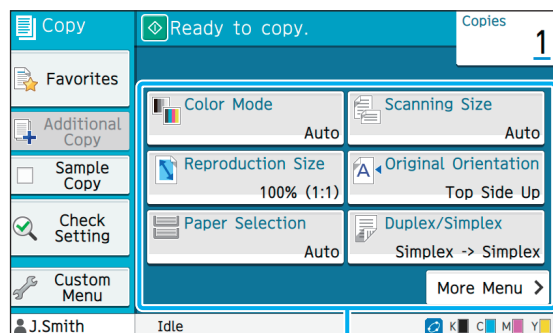 Copy
Ready to copy.
Copies
1
Favorites
Additional
Copy
Sample
Copy
Check
Setting
Custom
Menu
Color Mode
Auto
Scanning Size
Auto
Reproduction Size
100% (1:1)
A
Original Orientation
Top Side Up
Paper Selection
Auto
Duplex/Simplex
Simplex -> Simplex
More Menu >
J.Smith
Idle
K C M Y